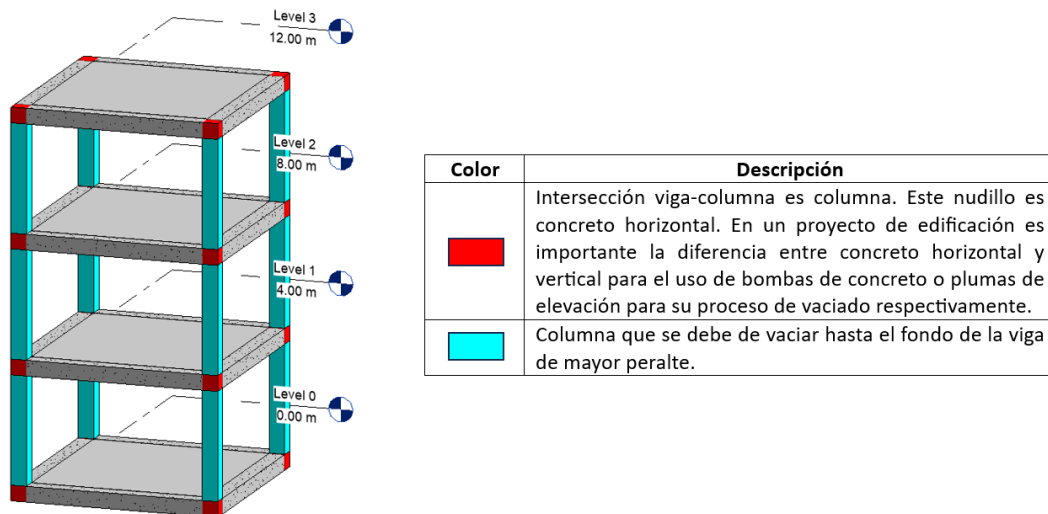 Level 3
12.00 m
Level 2
8.00 m
Level 1
4.00 m
Level 0
0.00 m
Color
Descripción
Intersección viga-columna es columna. Este nudillo es
concreto horizontal. En un proyecto de edificación es
importante la diferencia entre concreto horizontal y
vertical para el uso de bombas de concreto o plumas de
elevación para su proceso de vaciado respectivamente.
Columna que se debe de vaciar hasta el fondo de la viga
de mayor peralte.